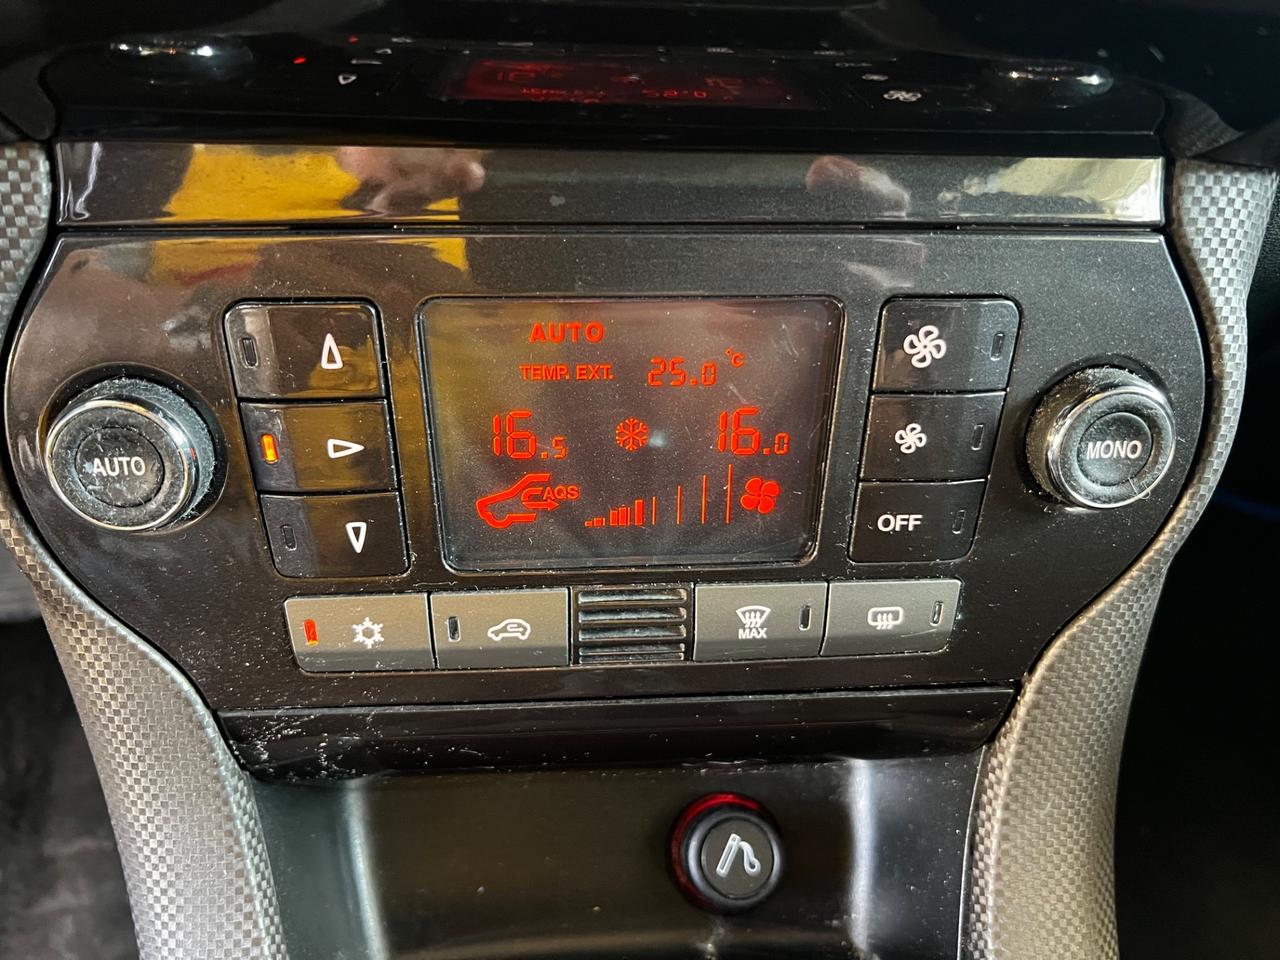 AUTO
TEMP. EXT. 25.0 °C
16.5 16.0
AQS
AUTO
MONO
OFF
MAX